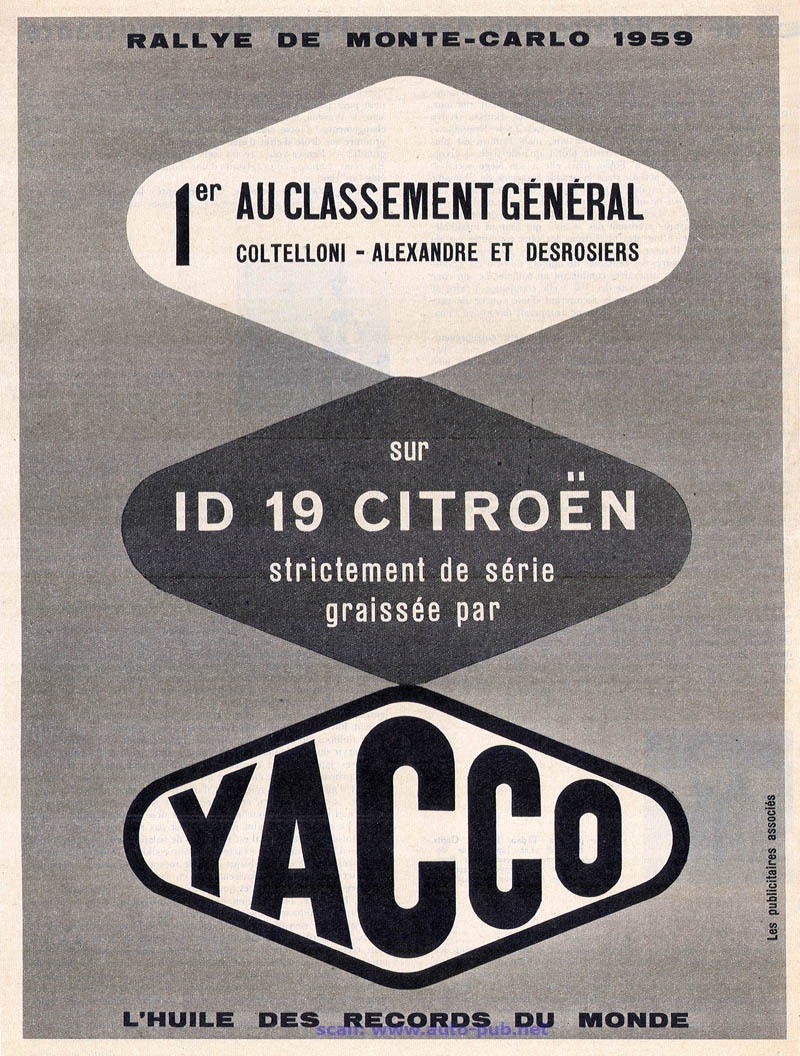 RALLYE DE MONTE-CARLO 1959
1er AU CLASSEMENT GÉNÉRAL
COLTELLONI - ALEXANDRE ET DESROSIERS
sur
ID 19 CITROËN
strictement de série
graissée par
YACCO
Les publicitaires associés
L'HUILE DES RECORDS DU MONDE
scan: www.auto-pub.net